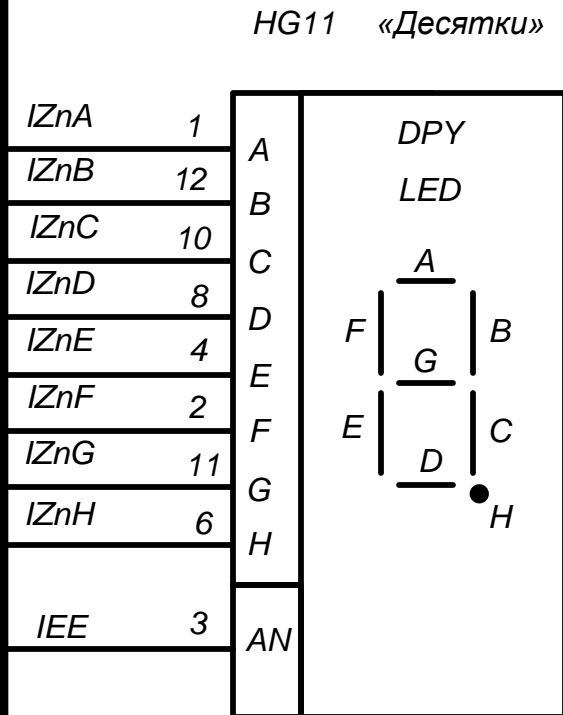 HG11 «Десятки»
IZnA 1 A DPY
IZnB 12 B LED
IZnC 10 C A
IZnD 8 D F B
IZnE 4 E G
IZnF 2 F E C
IZnG 11 G D
IZnH 6 H H
IEE 3 AN